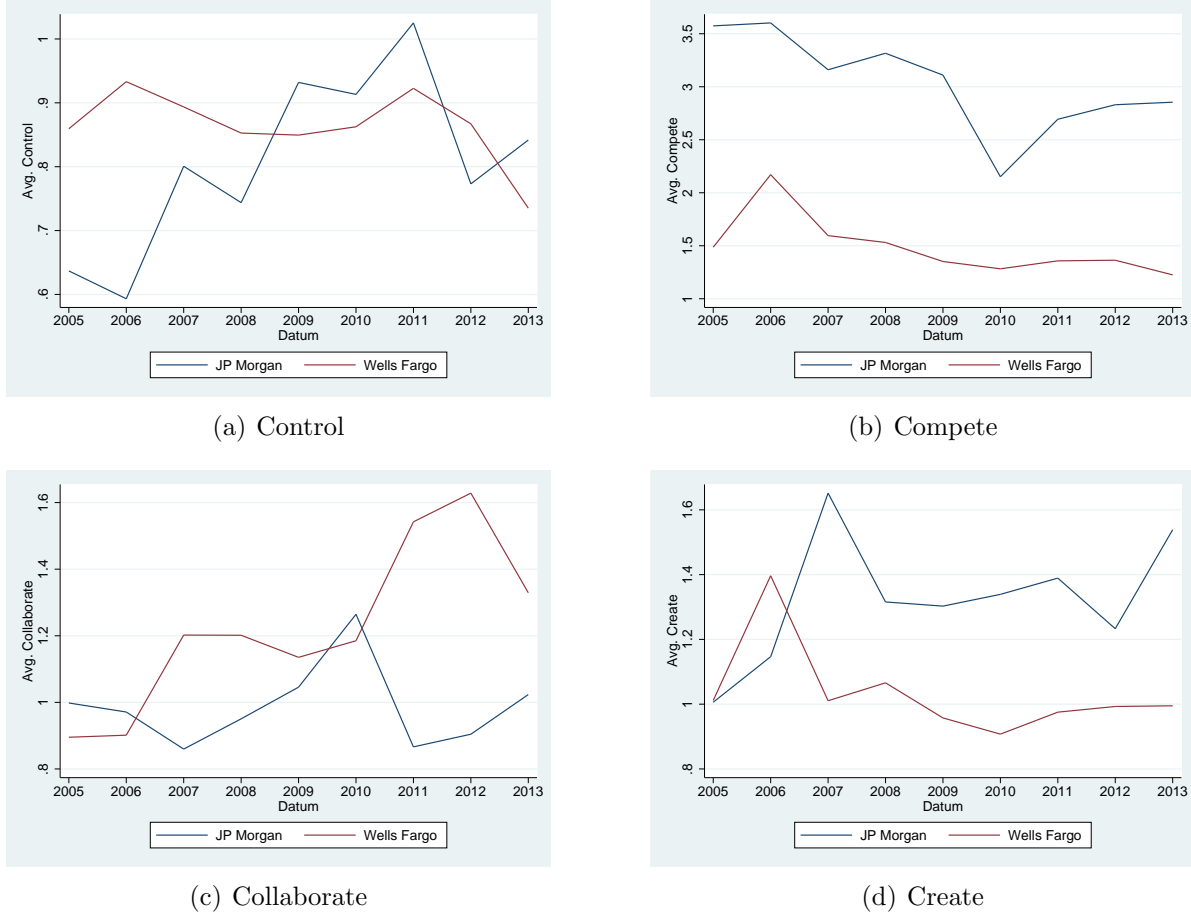 Avg. Control
1
.9
.8
.7
.6
2005 2006 2007 2008 2009 2010 2011 2012 2013
Datum
JP Morgan Wells Fargo
(a) Control
Avg. Compete
3.5
3
2.5
2
1.5
1
2005 2006 2007 2008 2009 2010 2011 2012 2013
Datum
JP Morgan Wells Fargo
(b) Compete
Avg. Collaborate
1.6
1.4
1.2
1
.8
2005 2006 2007 2008 2009 2010 2011 2012 2013
Datum
JP Morgan Wells Fargo
(c) Collaborate
Avg. Create
1.6
1.4
1.2
1
.8
2005 2006 2007 2008 2009 2010 2011 2012 2013
Datum
JP Morgan Wells Fargo
(d) Create